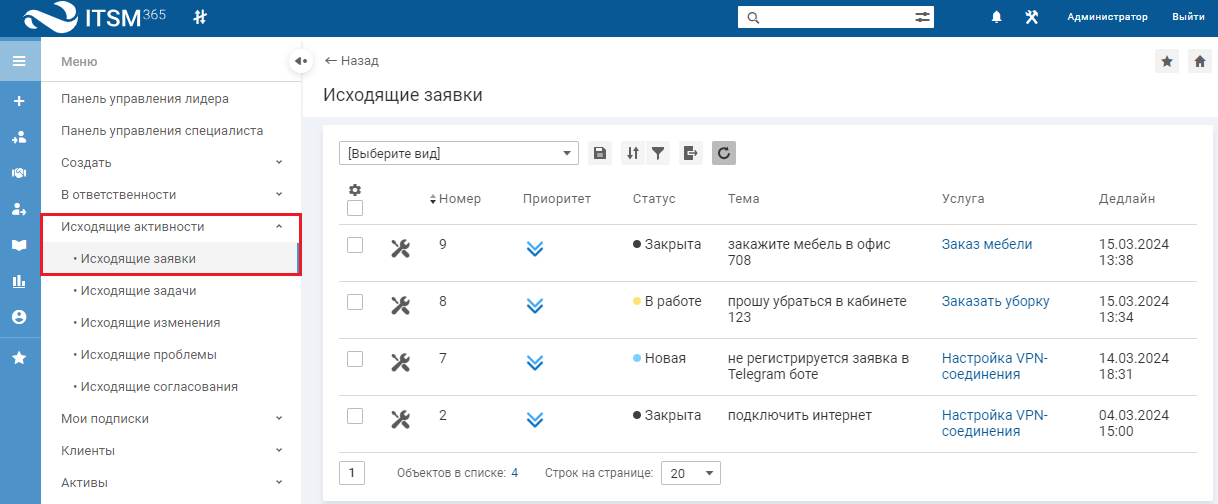 ITSM 365
Администратор
Выйти
Меню
Панель управления лидера
Панель управления специалиста
Создать
В ответственности
Исходящие активности
• Исходящие заявки
• Исходящие задачи
• Исходящие изменения
• Исходящие проблемы
• Исходящие согласования
Мои подписки
Клиенты
Активы
← Назад
Исходящие заявки
[Выберите вид]
Номер Приоритет Статус Тема Услуга Дедлайн
9 Закрыта закажите мебель в офис Заказ мебели 15.03.2024
708 13:38
8 В работе прошу убраться в кабинете Заказать уборку 15.03.2024
123 13:34
7 Новая не регистрируется заявка в Настройка VPN- 14.03.2024
Telegram боте соединения 18:31
2 Закрыта подключить интернет Настройка VPN- 04.03.2024
соединения 15:00
1 Объектов в списке: 4 Строк на странице: 20